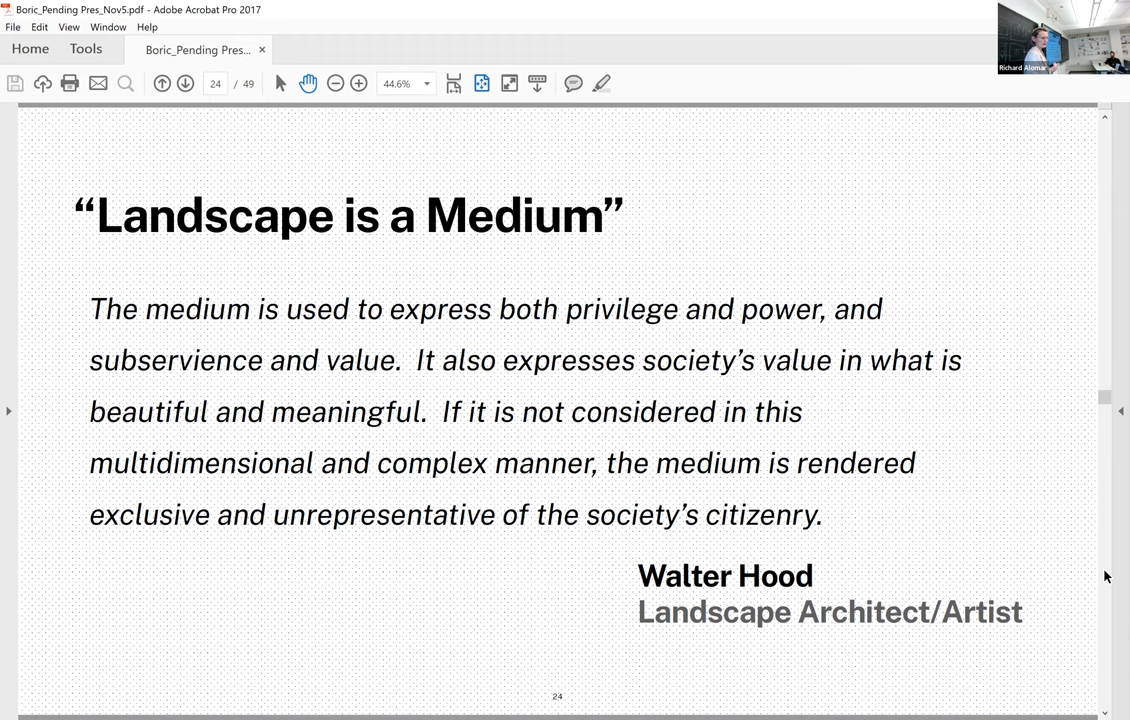 Boric_Pending Pres_Nov5.pdf - Adobe Acrobat Pro 2017
File Edit View Window Help
Home Tools Boric_Pending Pres... ×
24 / 49 44.6%
Richard Alomar
“Landscape is a Medium”
The medium is used to express both privilege and power, and
subservience and value.  It also expresses society’s value in what is
beautiful and meaningful.  If it is not considered in this
multidimensional and complex manner, the medium is rendered
exclusive and unrepresentative of the society’s citizenry.
Walter Hood
Landscape Architect/Artist
24